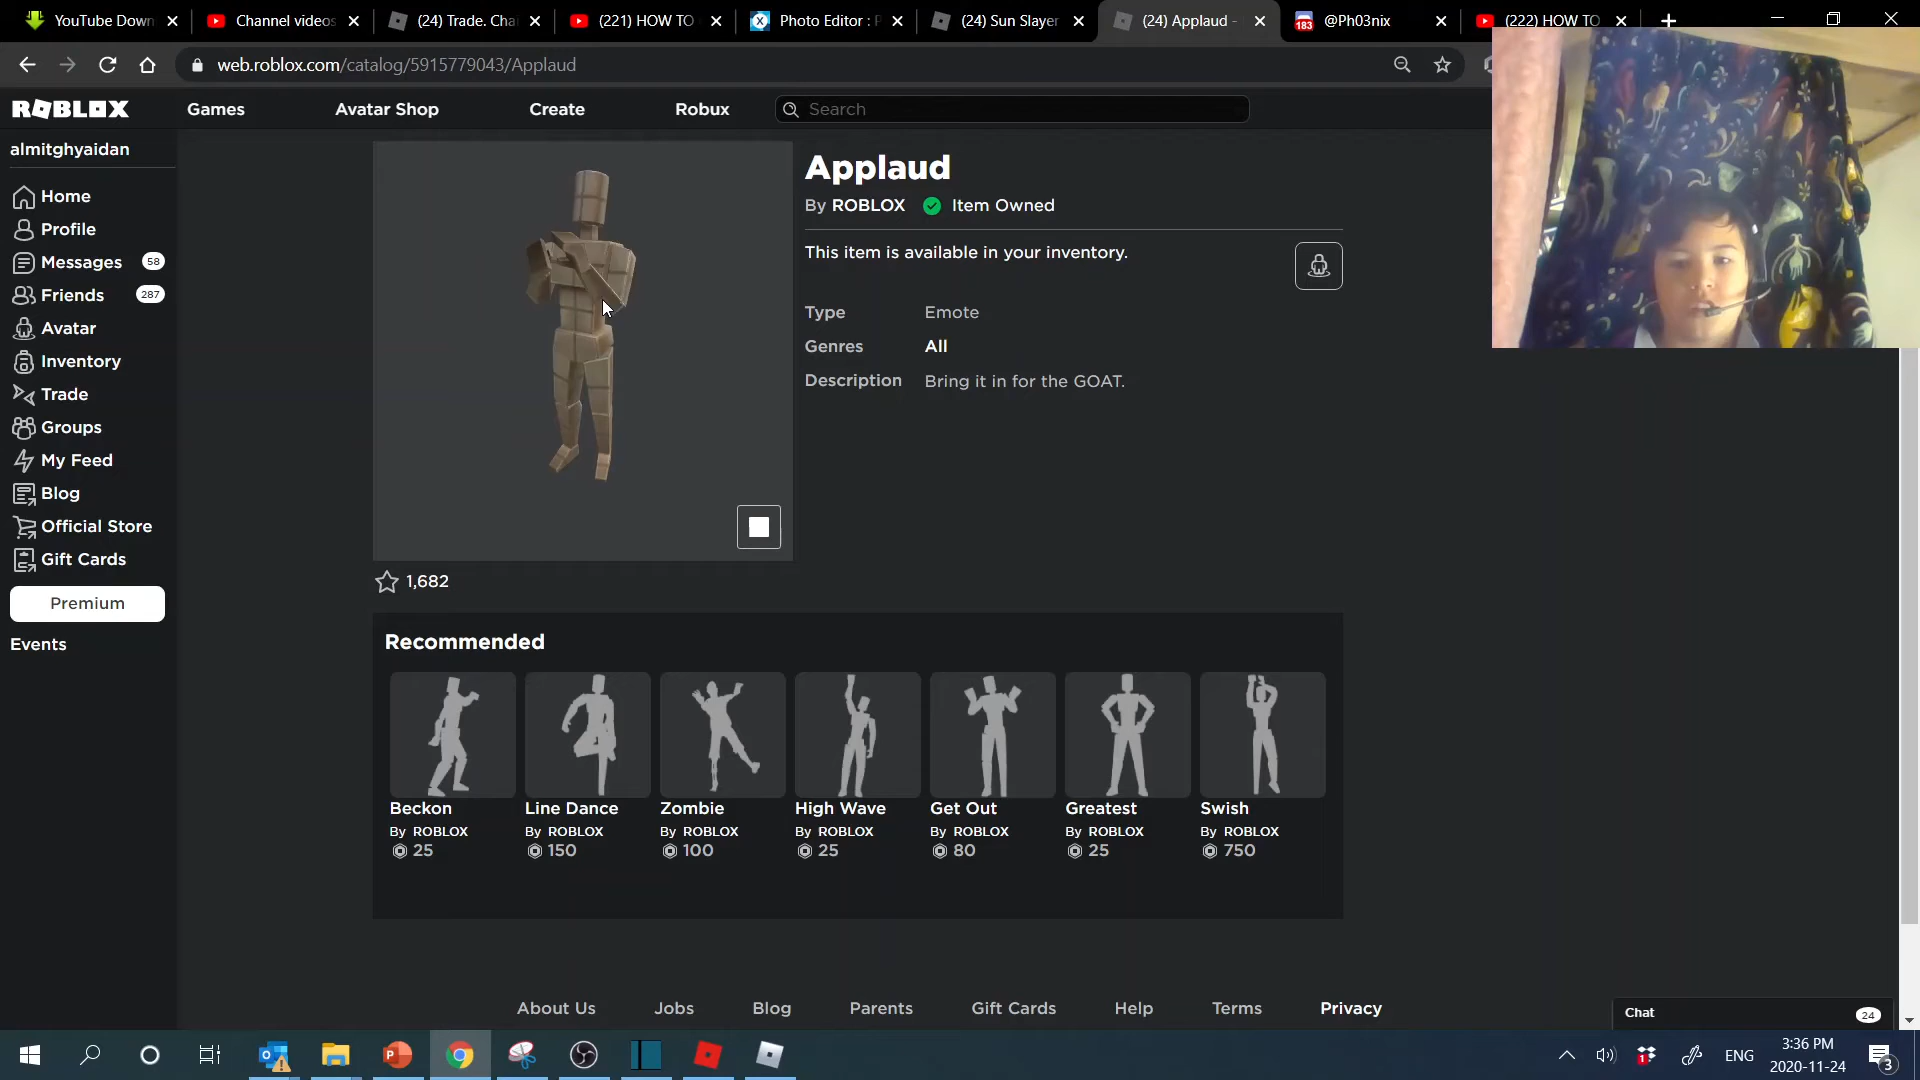 YouTube Down
Channel videos
(24) Trade. Cha
(221) HOW TO
Photo Editor : P
(24) Sun Slayer
(24) Applaud -
@Ph03nix
(222) HOW TO
web.roblox.com/catalog/5915779043/Applaud
ROBLOX
Games
Avatar Shop
Create
Robux
Search
almitghyaidan
Home
Profile
Messages 58
Friends 287
Avatar
Inventory
Trade
Groups
My Feed
Blog
Official Store
Gift Cards
Premium
Events
Applaud
By ROBLOX Item Owned
This item is available in your inventory.
Type Emote
Genres All
Description Bring it in for the GOAT.
1,682
Recommended
Beckon
By ROBLOX
25
Line Dance
By ROBLOX
150
Zombie
By ROBLOX
100
High Wave
By ROBLOX
25
Get Out
By ROBLOX
80
Greatest
By ROBLOX
25
Swish
By ROBLOX
750
About Us
Jobs
Blog
Parents
Gift Cards
Help
Terms
Privacy
Chat 24
ENG
3:36 PM
2020-11-24
3